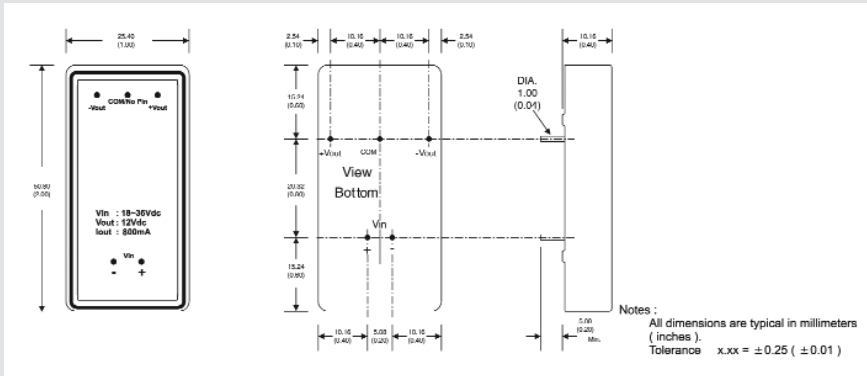 25.40
(1.00)
50.80
(2.00)
-Vout
COM/No Pin
+Vout
Vin : 18~36Vdc
Vout : 12Vdc
Iout : 800mA
Vin
- +
2.54
(0.10)
10.16
(0.40)
10.16
(0.40)
2.54
(0.10)
15.24
(0.60)
20.32
(0.80)
15.24
(0.60)
+Vout
COM
-Vout
View
Bottom
Vin
+ -
10.16
(0.40)
5.08
(0.20)
10.16
(0.40)
10.16
(0.40)
DIA.
1.00
(0.04)
5.08
(0.20)
Min.
Notes :
All dimensions are typical in millimeters
( inches ).
Tolerance x.xx = ±0.25 ( ±0.01 )